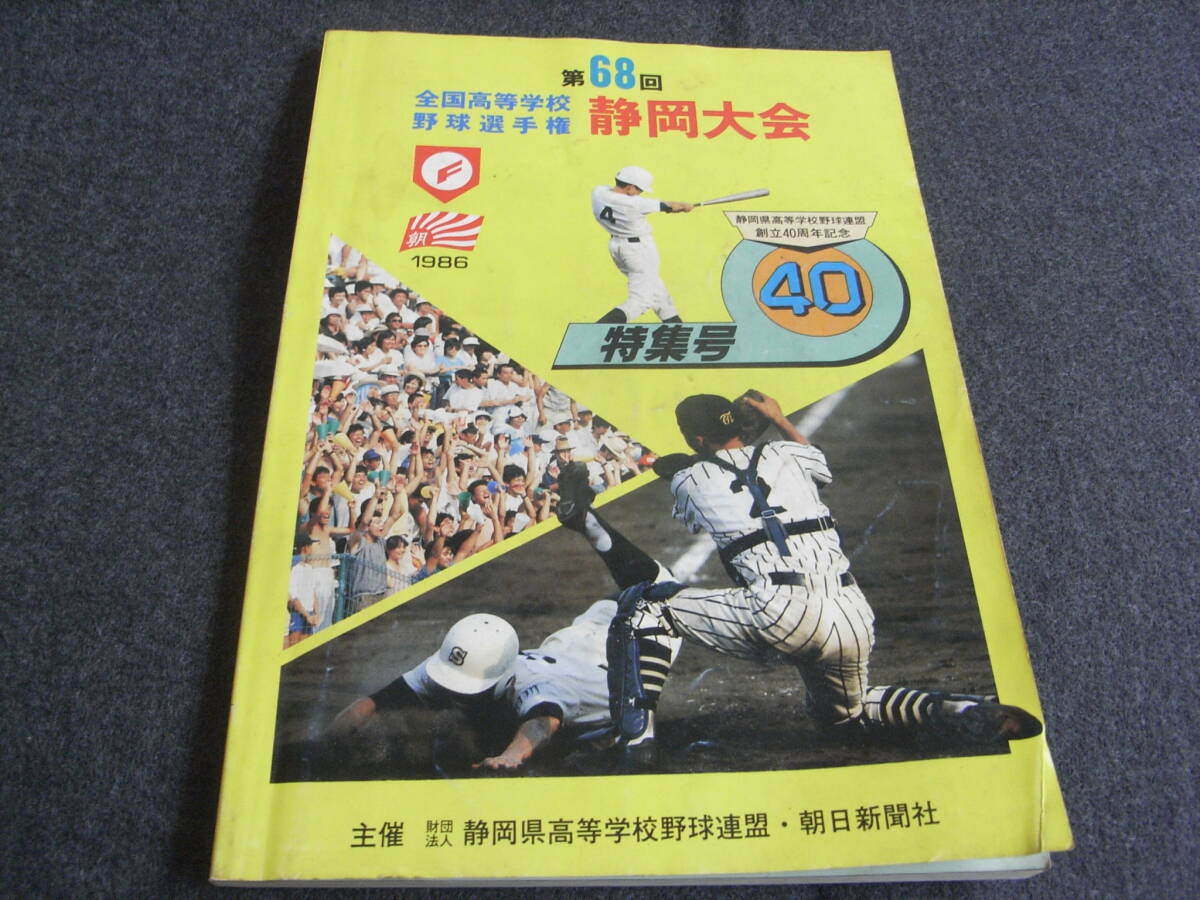 第68回
全国高等学校
野球選手権
静岡大会
F
朝
1986
4
静岡県高等学校野球連盟
創立40周年記念
40
特集号
2
S
主催 財団法人 静岡県高等学校野球連盟・朝日新聞社